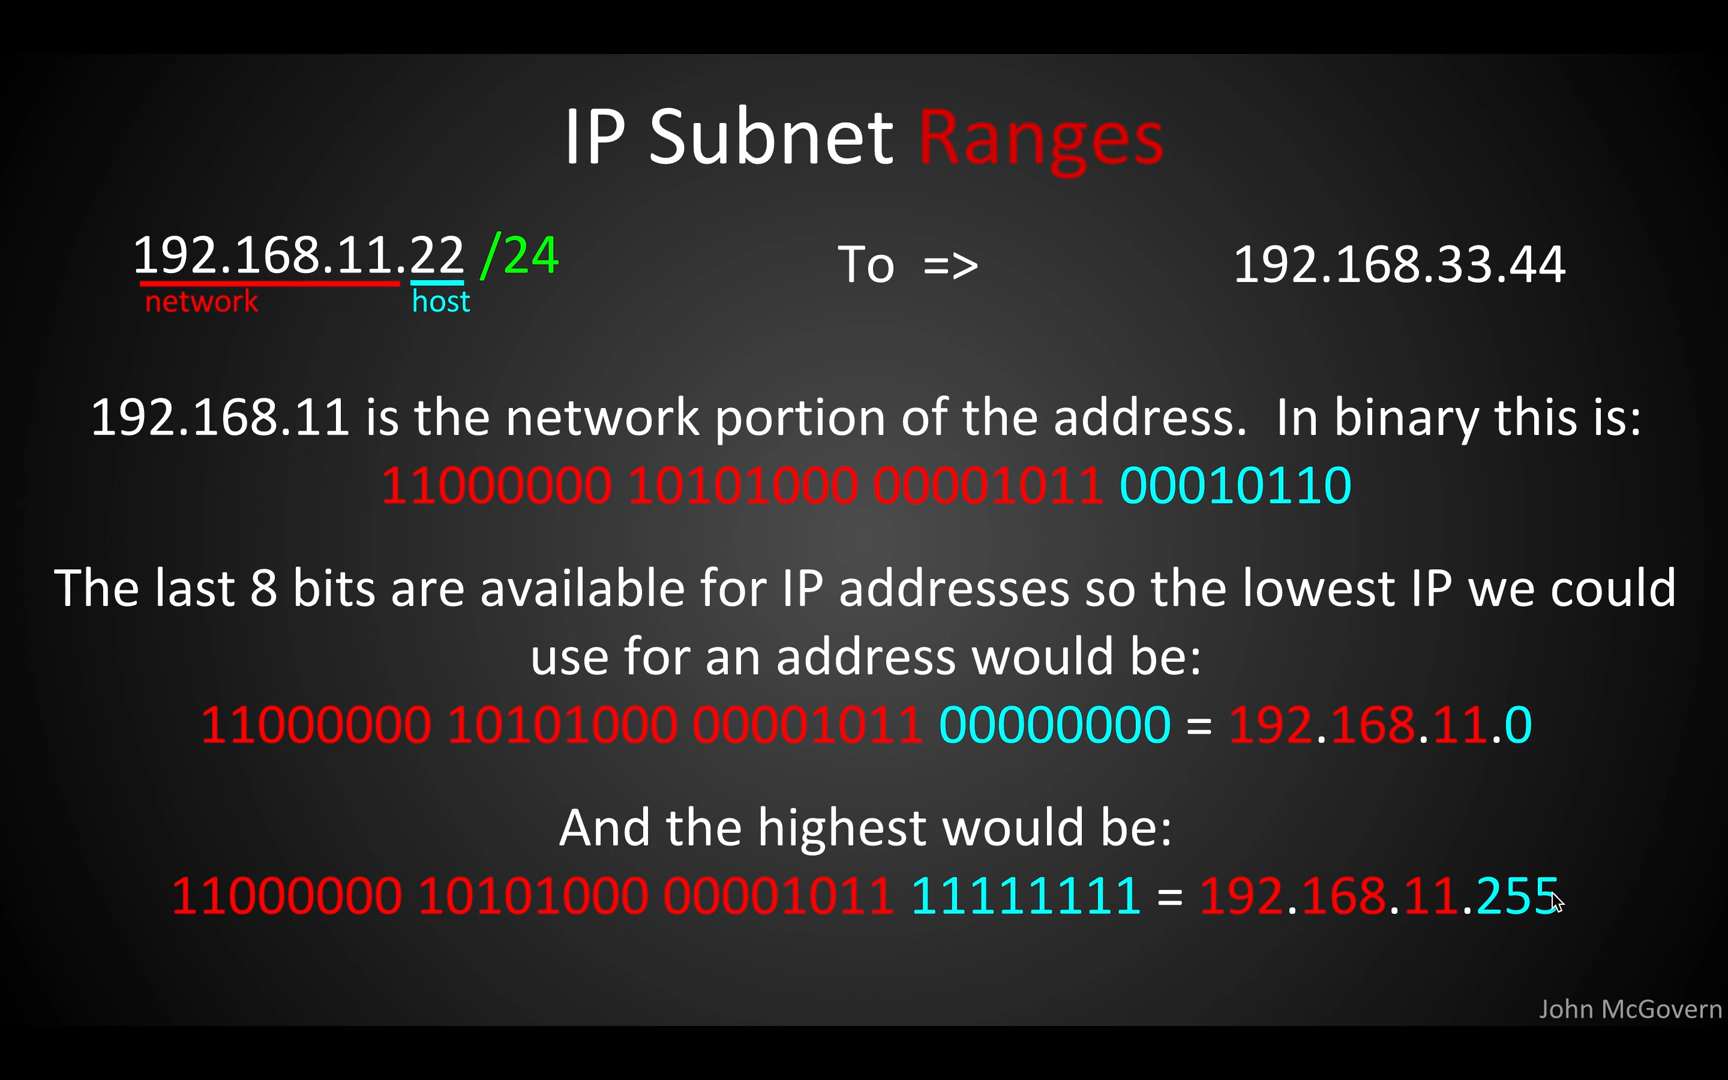 IP Subnet Ranges
192.168.11.22 /24 To => 192.168.33.44
network host
192.168.11 is the network portion of the address. In binary this is:
11000000 10101000 00001011 00010110
The last 8 bits are available for IP addresses so the lowest IP we could
use for an address would be:
11000000 10101000 00001011 00000000 = 192.168.11.0
And the highest would be:
11000000 10101000 00001011 11111111 = 192.168.11.255
John McGovern